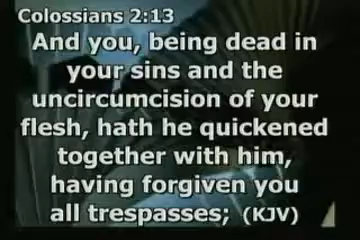 Colossians 2:13
And you, being dead in
your sins and the
uncircumcision of your
flesh, hath he quickened
together with him,
having forgiven you
all trespasses; (KJV)